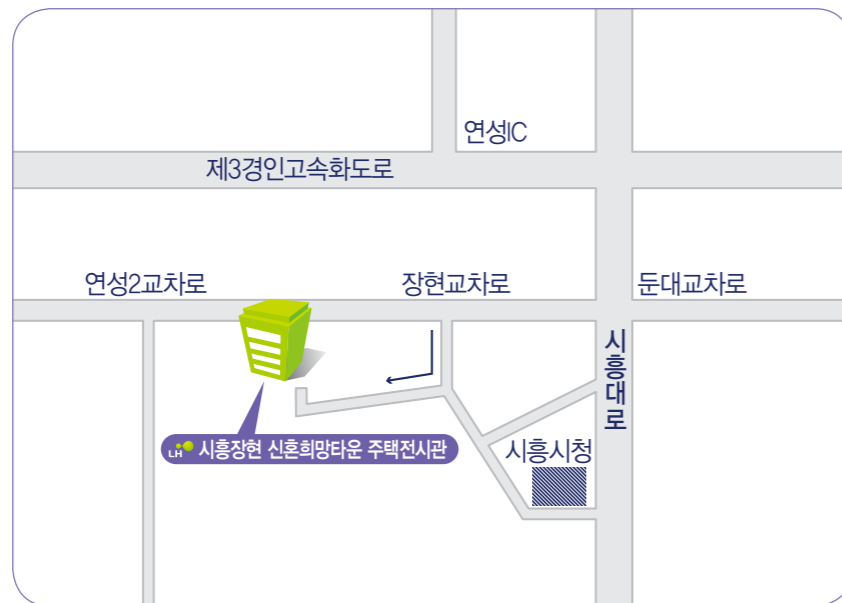 연성IC
제3경인고속화도로
연성2교차로
장현교차로
둔대교차로
시흥대로
시흥시청
LH 시흥장현 신혼희망타운 주택전시관